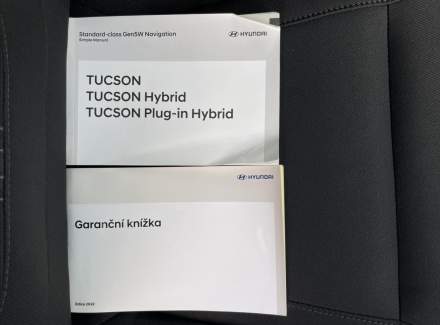 Standard-class Gen5W Navigation
Simple Manual
HYUNDAI
TUCSON
TUCSON Hybrid
TUCSON Plug-in Hybrid
HYUNDAI
Garanční knížka